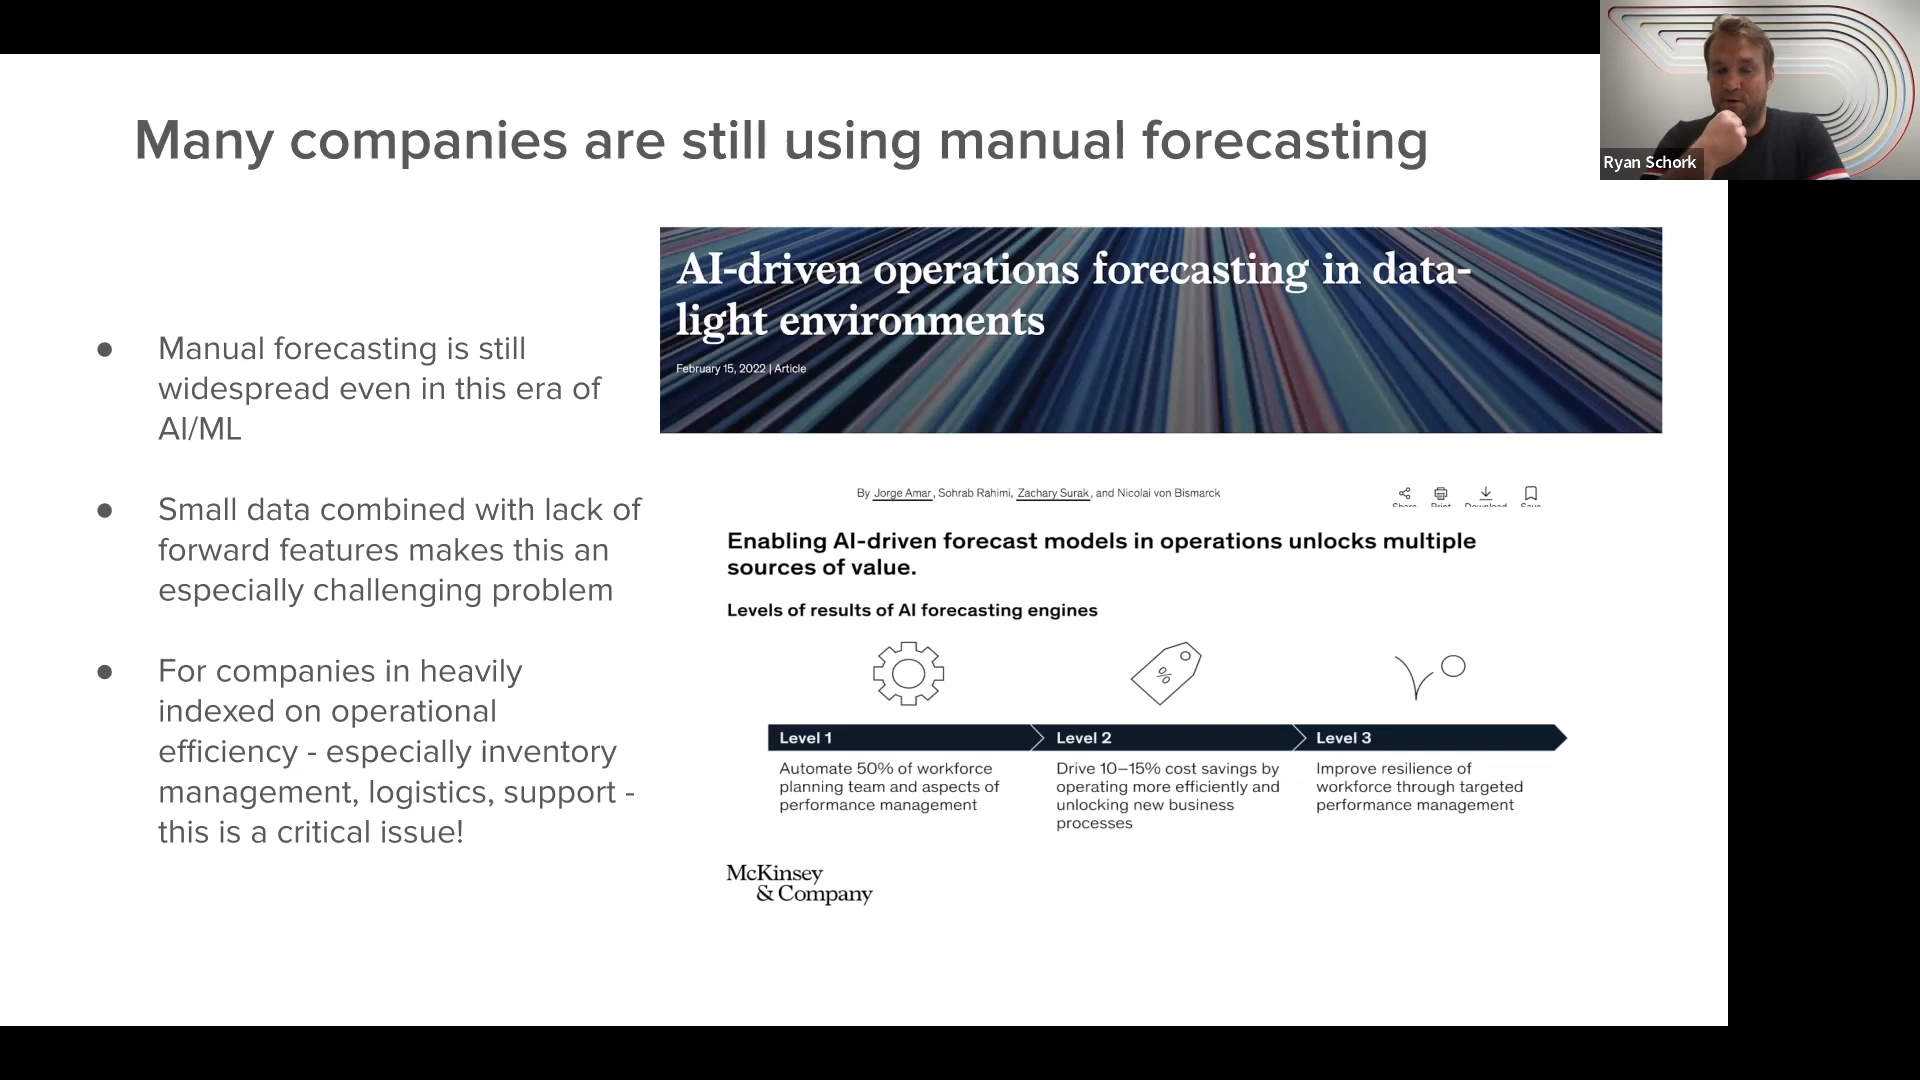 Many companies are still using manual forecasting
Ryan Schork
● Manual forecasting is still
widespread even in this era of
AI/ML
● Small data combined with lack of
forward features makes this an
especially challenging problem
● For companies in heavily
indexed on operational
efficiency - especially inventory
management, logistics, support -
this is a critical issue!
AI-driven operations forecasting in data-
light environments
February 15, 2022 | Article
By Jorge Amar, Sohrab Rahimi, Zachary Surak, and Nicolai von Bismarck
Share Print Download Save
Enabling AI-driven forecast models in operations unlocks multiple
sources of value.
Levels of results of AI forecasting engines
%
Level 1
Automate 50% of workforce
planning team and aspects of
performance management
Level 2
Drive 10–15% cost savings by
operating more efficiently and
unlocking new business
processes
Level 3
Improve resilience of
workforce through targeted
performance management
McKinsey
& Company